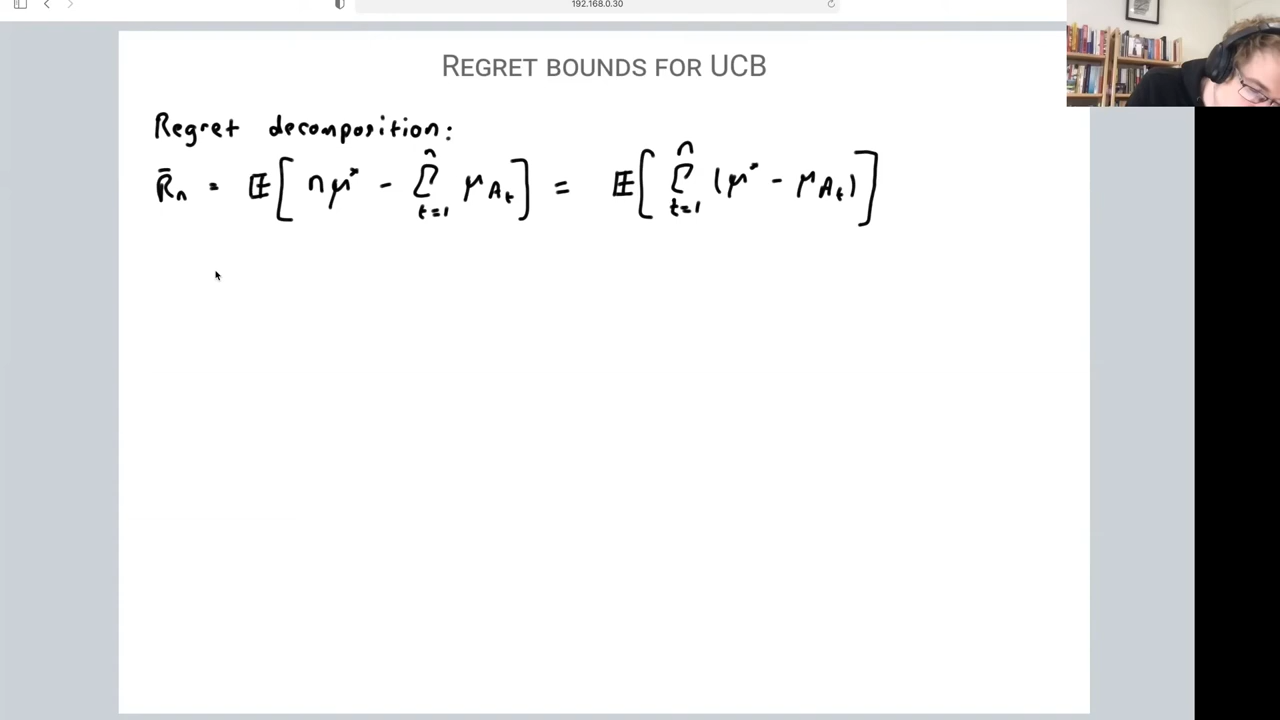 192.168.0.30
REGRET BOUNDS FOR UCB
Regret decomposition:
R̄ₙ = 𝔼[ nμ* - ∑ₜ₌₁ⁿ μ_{Aₜ} ] = 𝔼[ ∑ₜ₌₁ⁿ (μ* - μ_{Aₜ}) ]